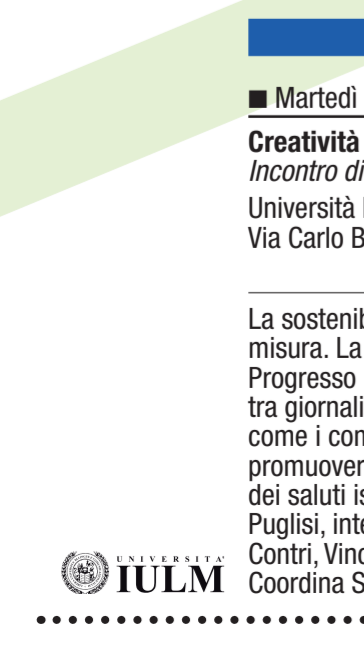 ■ Martedì
Creatività
Incontro di
Università
Via Carlo B
La sostenib
misura. La
Progresso
tra giornali
come i con
promuover
dei saluti is
Puglisi, inte
Contri, Vinc
Coordina S
UNIVERSITA'
IULM